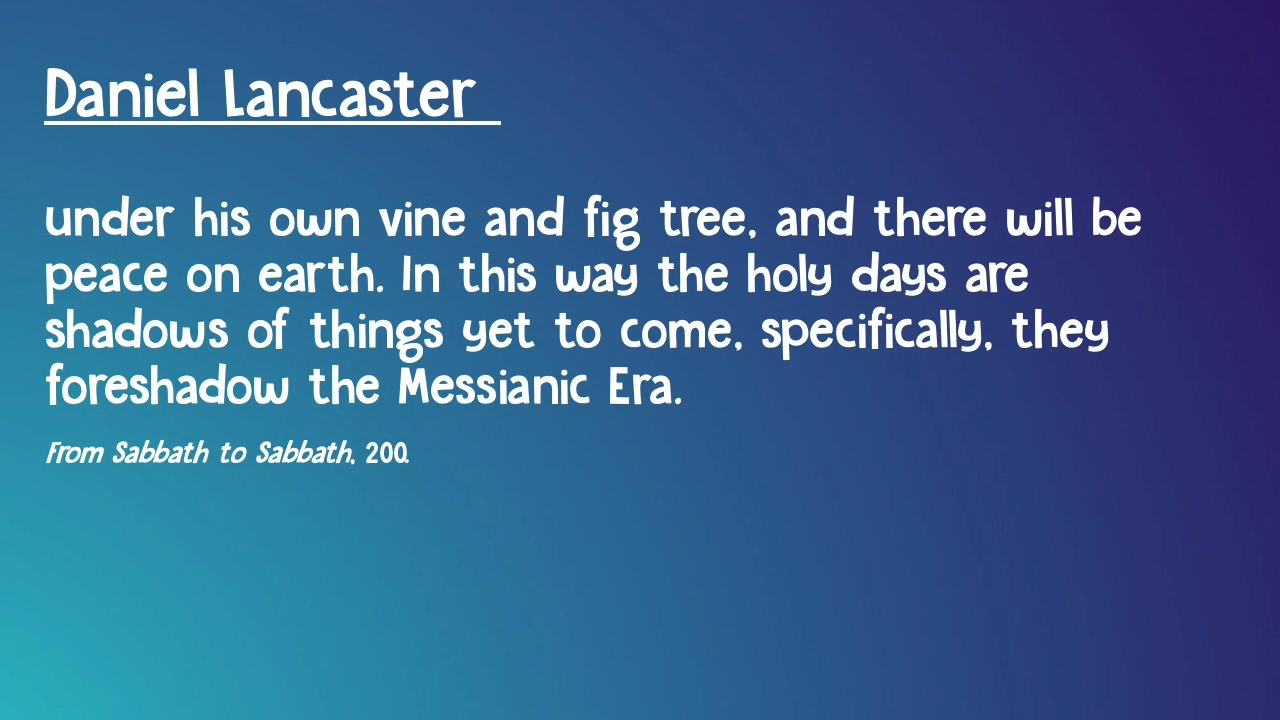 Daniel Lancaster
under his own vine and fig tree, and there will be
peace on earth. In this way the holy days are
shadows of things yet to come, specifically, they
foreshadow the Messianic Era.
From Sabbath to Sabbath, 200.